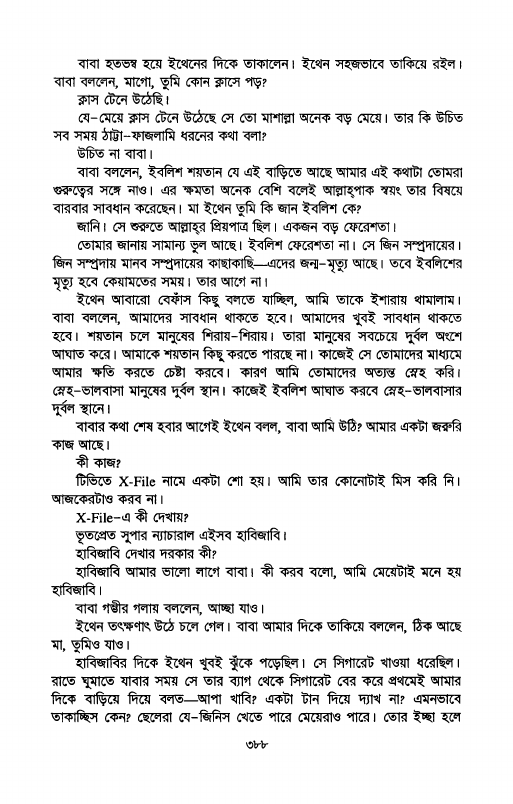 বাবা হতভম্ব হয়ে ইথেনের দিকে তাকালেন। ইথেন সহজভাবে তাকিয়ে রইল।
বাবা বললেন, মাগো, তুমি কোন ক্লাসে পড়?
ক্লাস টেনে উঠেছি।
যে-মেয়ে ক্লাস টেনে উঠেছে সে তো মাশাল্লা অনেক বড় মেয়ে। তার কি উচিত
সব সময় ঠাট্টা-ফাজলামি ধরনের কথা বলা?
উচিত না বাবা।
বাবা বললেন, ইবলিশ শয়তান যে এই বাড়িতে আছে আমার এই কথাটা তোমরা
গুরুত্বের সঙ্গে নাও। এর ক্ষমতা অনেক বেশি বলেই আল্লাহ্‌পাক স্বয়ং তার বিষয়ে
বারবার সাবধান করেছেন। মা ইথেন তুমি কি জান ইবলিশ কে?
জানি। সে শুরুতে আল্লাহ্‌র প্রিয়পাত্র ছিল। একজন বড় ফেরেশতা।
তোমার জানায় সামান্য ভুল আছে। ইবলিশ ফেরেশতা না। সে জিন সম্প্রদায়ের।
জিন সম্প্রদায় মানব সম্প্রদায়ের কাছাকাছি—এদের জন্ম-মৃত্যু আছে। তবে ইবলিশের
মৃত্যু হবে কেয়ামতের সময়। তার আগে না।
ইথেন আবারো বেফাঁস কিছু বলতে যাচ্ছিল, আমি তাকে ইশারায় থামালাম।
বাবা বললেন, আমাদের সাবধান থাকতে হবে। আমাদের খুবই সাবধান থাকতে
হবে। শয়তান চলে মানুষের শিরায়-শিরায়। তারা মানুষের সবচেয়ে দুর্বল অংশে
আঘাত করে। আমাকে শয়তান কিছু করতে পারছে না। কাজেই সে তোমাদের মাধ্যমে
আমার ক্ষতি করতে চেষ্টা করবে। কারণ আমি তোমাদের অত্যন্ত স্নেহ করি।
স্নেহ-ভালবাসা মানুষের দুর্বল স্থান। কাজেই ইবলিশ আঘাত করবে স্নেহ-ভালবাসার
দুর্বল স্থানে।
বাবার কথা শেষ হবার আগেই ইথেন বলল, বাবা আমি উঠি? আমার একটা জরুরি
কাজ আছে।
কী কাজ?
টিভিতে X-File নামে একটা শো হয়। আমি তার কোনোটাই মিস করি নি।
আজকেরটাও করব না।
X-File-এ কী দেখায়?
ভূতপ্রেত সুপার ন্যাচারাল এইসব হাবিজাবি।
হাবিজাবি দেখার দরকার কী?
হাবিজাবি আমার ভালো লাগে বাবা। কী করব বলো, আমি মেয়েটাই মনে হয়
হাবিজাবি।
বাবা গম্ভীর গলায় বললেন, আচ্ছা যাও।
ইথেন তৎক্ষণাৎ উঠে চলে গেল। বাবা আমার দিকে তাকিয়ে বললেন, ঠিক আছে
মা, তুমিও যাও।
হাবিজাবির দিকে ইথেন খুবই ঝুঁকে পড়েছিল। সে সিগারেট খাওয়া ধরেছিল।
রাতে ঘুমাতে যাবার সময় সে তার ব্যাগ থেকে সিগারেট বের করে প্রথমেই আমার
দিকে বাড়িয়ে দিয়ে বলত—আপা খাবি? একটা টান দিয়ে দ্যাখ না? এমনভাবে
তাকাচ্ছিস কেন? ছেলেরা যে-জিনিস খেতে পারে মেয়েরাও পারে। তোর ইচ্ছা হলে
৩৮৮